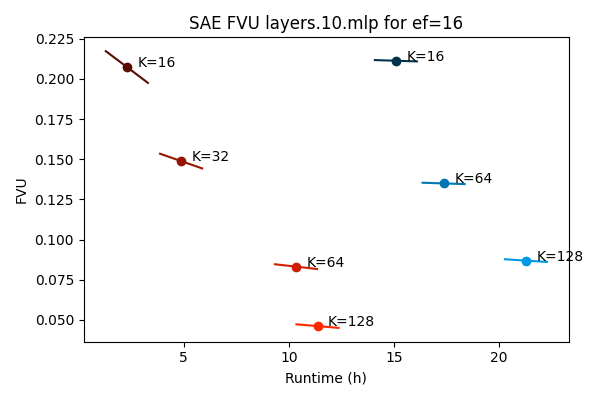 SAE FVU layers.10.mlp for ef=16
0.225
0.200
0.175
0.150
0.125
0.100
0.075
0.050
FVU
K=16
K=32
K=64
K=128
K=16
K=64
K=128
5
10
15
20
Runtime (h)